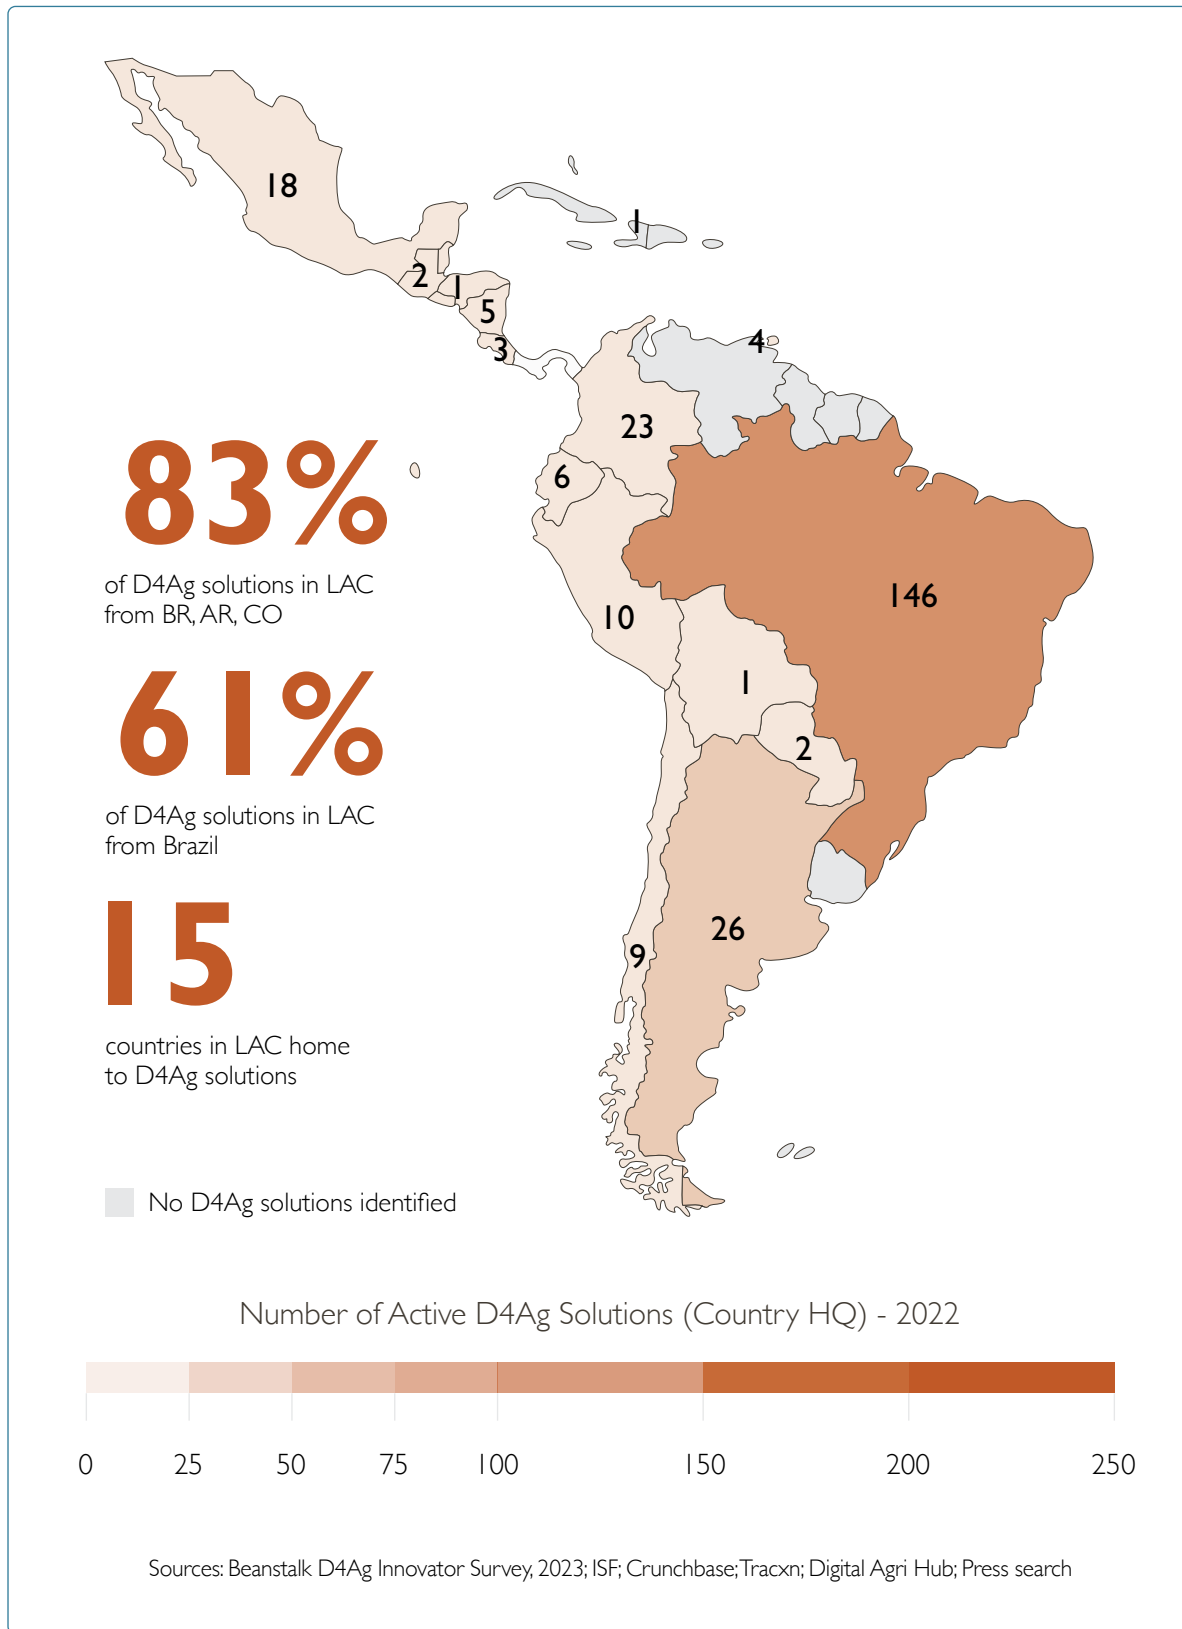 18
1
2
1
5
3
4
23
6
146
10
1
2
26
9
83%
of D4Ag solutions in LAC
from BR, AR, CO
61%
of D4Ag solutions in LAC
from Brazil
15
countries in LAC home
to D4Ag solutions
No D4Ag solutions identified
Number of Active D4Ag Solutions (Country HQ) - 2022
0 25 50 75 100 150 200 250
Sources: Beanstalk D4Ag Innovator Survey, 2023; ISF; Crunchbase; Tracxn; Digital Agri Hub; Press search